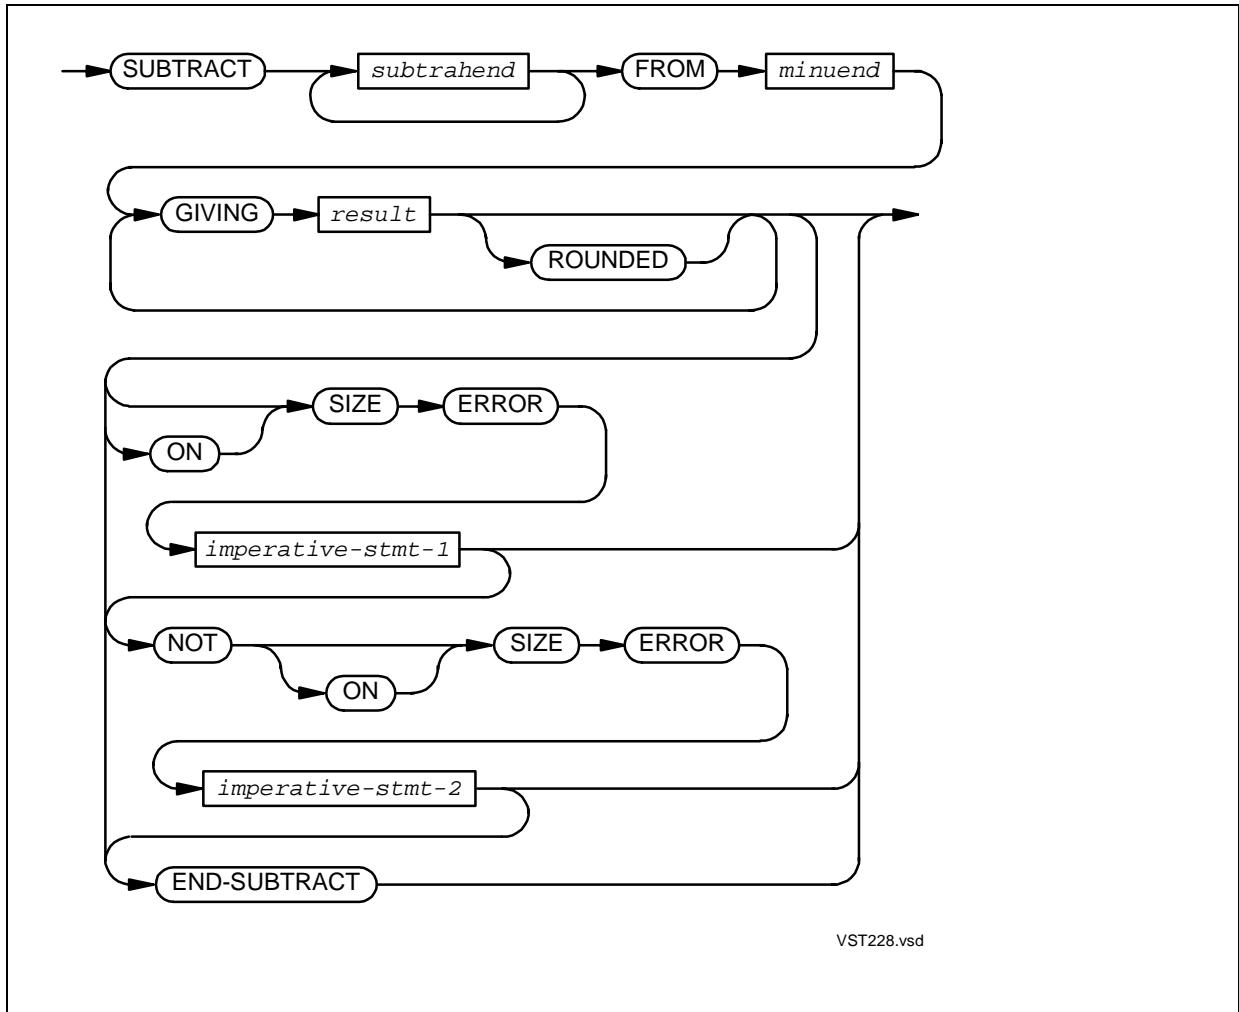 SUBTRACT subtrahend FROM minuend
GIVING result
ROUNDED
SIZE ERROR
ON
imperative-stmt-1
NOT SIZE ERROR
ON
imperative-stmt-2
END-SUBTRACT
VST228.vsd